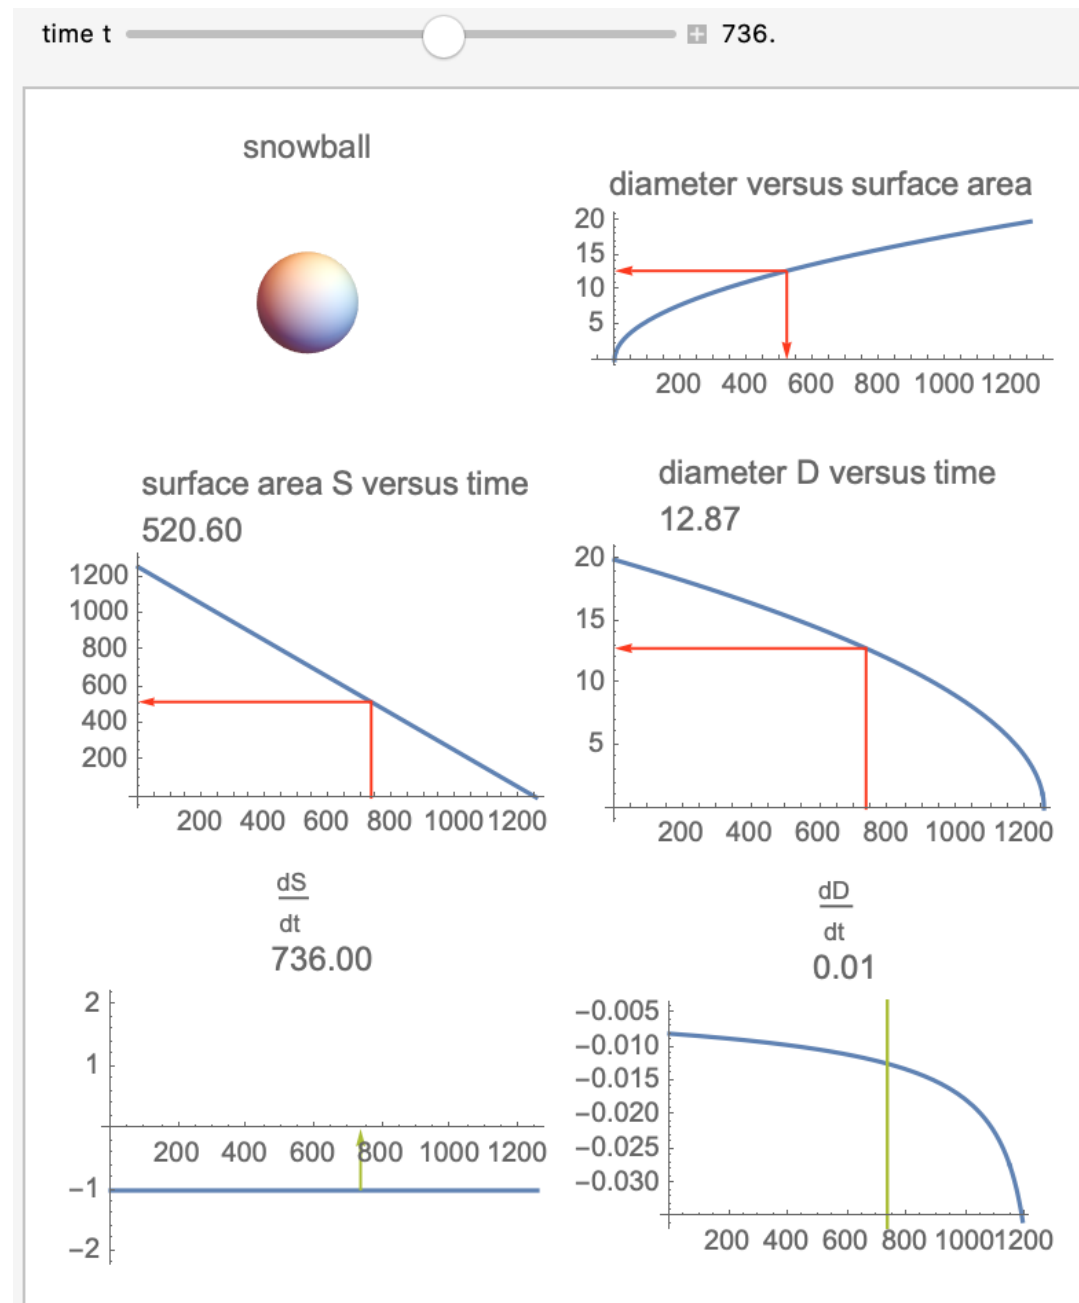 time t 736.
snowball
diameter versus surface area
20
15
10
5
200 400 600 800 1000 1200
surface area S versus time
520.60
1200
1000
800
600
400
200
200 400 600 800 1000 1200
diameter D versus time
12.87
20
15
10
5
200 400 600 800 1000 1200
dS
dt
736.00
2
1
200 400 600 800 1000 1200
−1
−2
dD
dt
0.01
−0.005
−0.010
−0.015
−0.020
−0.025
−0.030
200 400 600 800 1000 1200